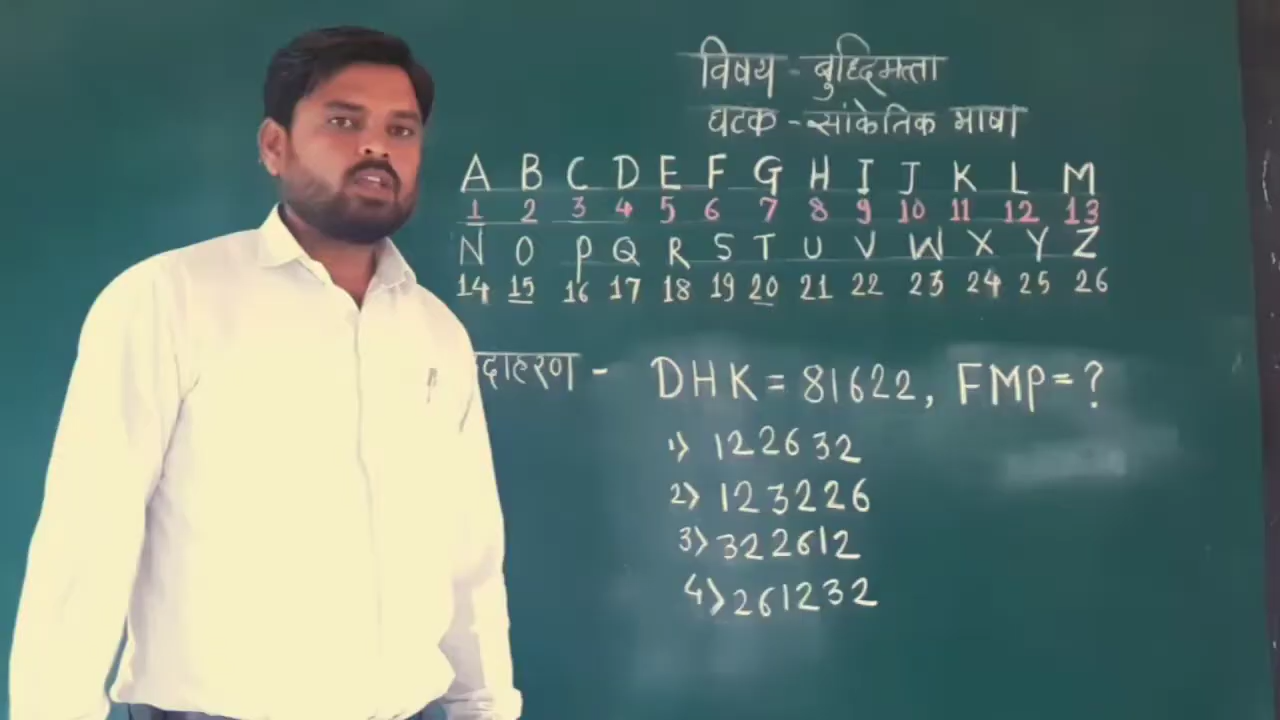 विषय - बुध्दिमत्ता
घटक - सांकेतिक भाषा
A B C D E F G H I J K L M
1 2 3 4 5 6 7 8 9 10 11 12 13
N O P Q R S T U V W X Y Z
14 15 16 17 18 19 20 21 22 23 24 25 26
दाहरण - DHK = 81622, FMP = ?
1) 122632
2) 123226
3) 322612
4) 261232